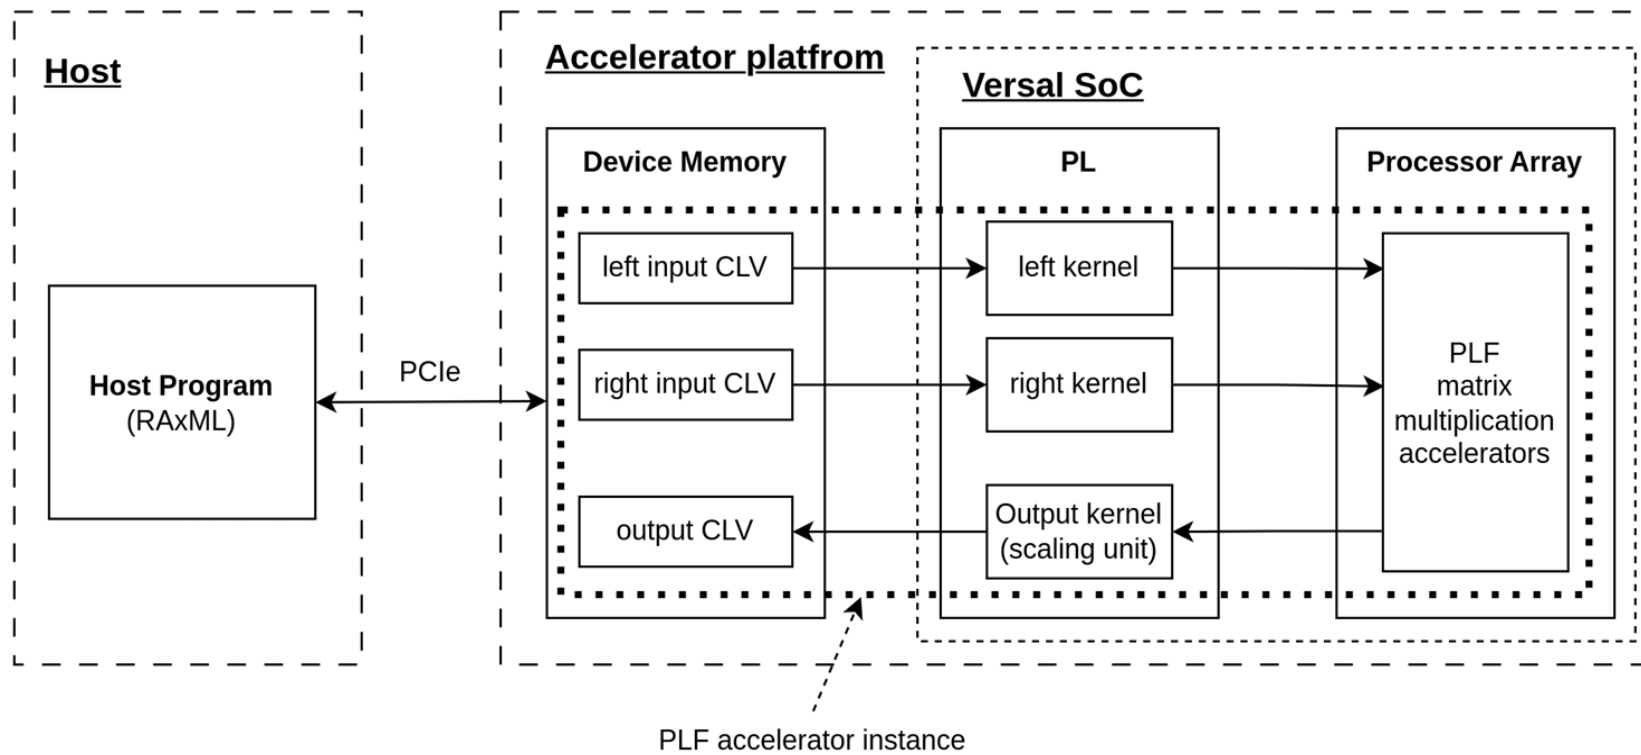 Host
Accelerator platfrom
Versal SoC
Device Memory
PL
Processor Array
left input CLV
left kernel
Host Program
(RAxML)
PCIe
right input CLV
right kernel
PLF
matrix
multiplication
accelerators
output CLV
Output kernel
(scaling unit)
PLF accelerator instance